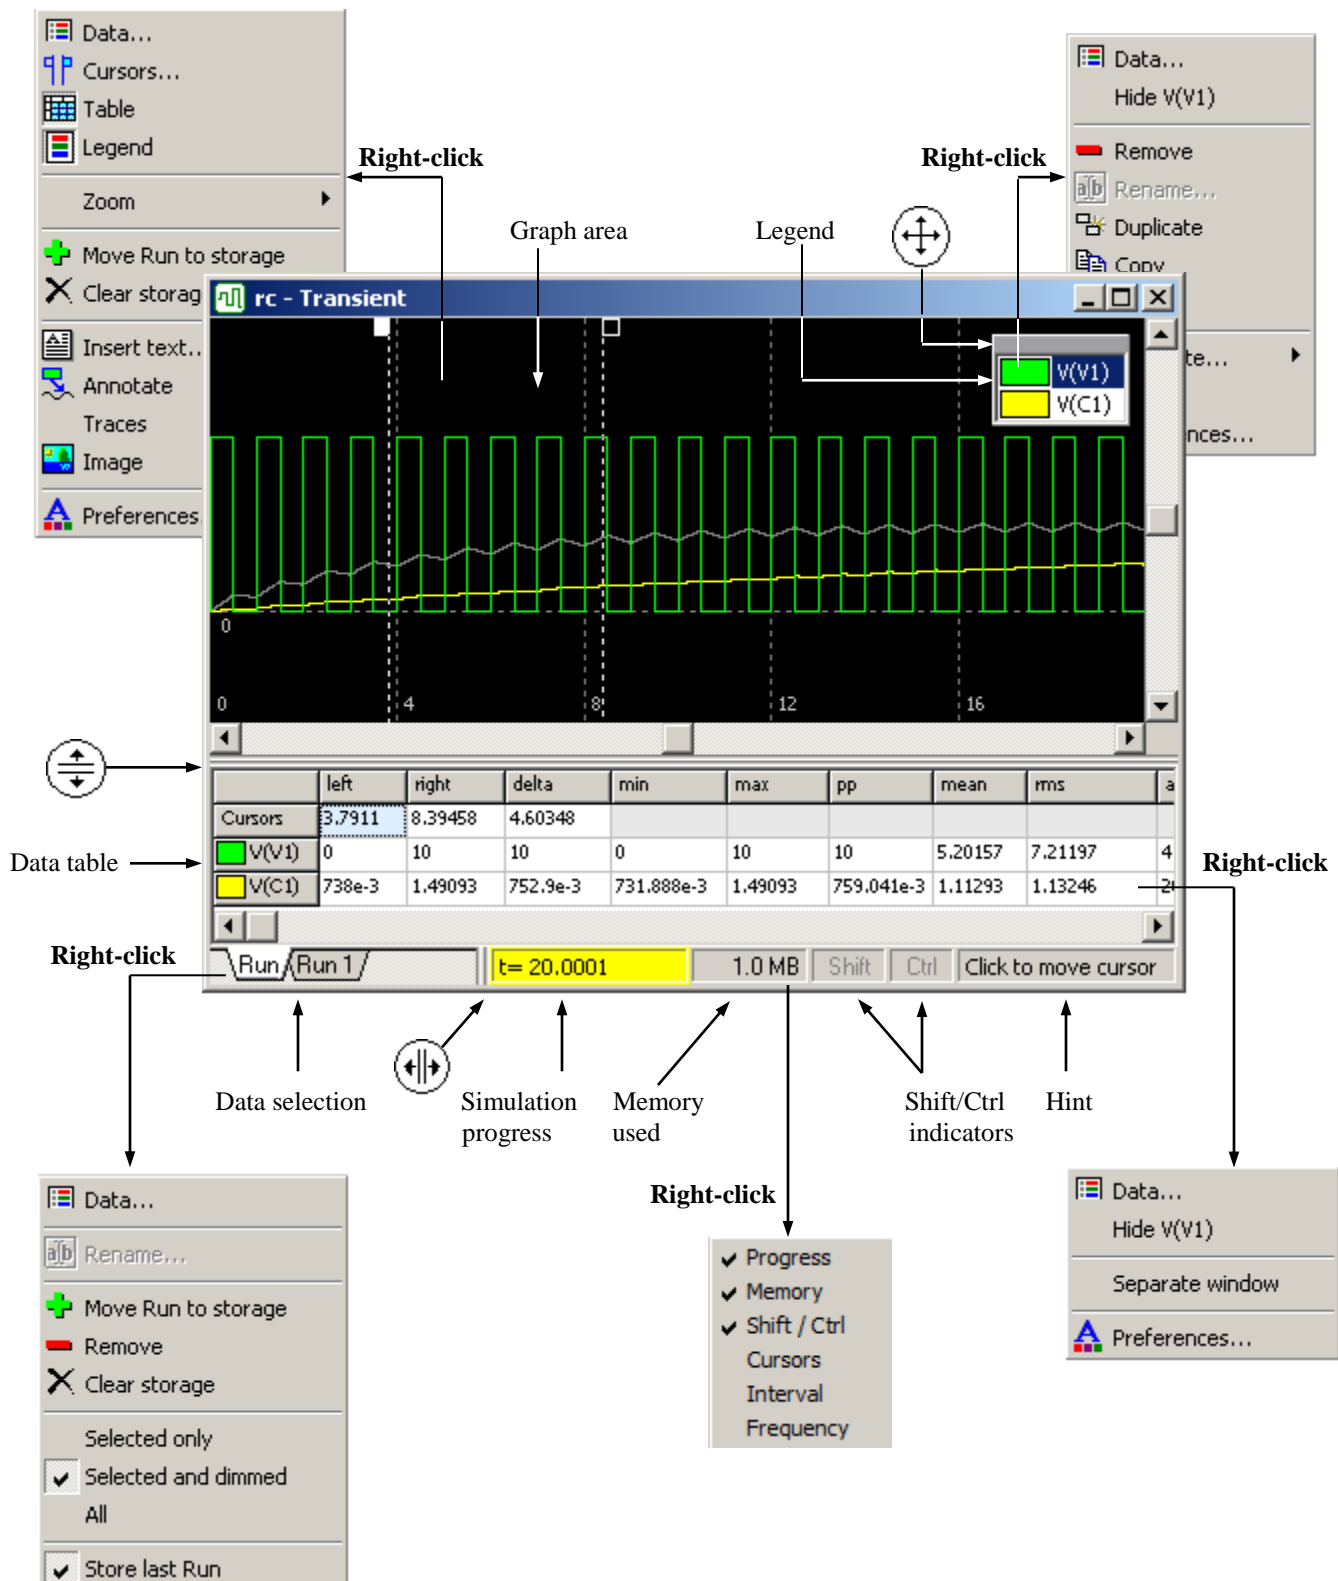 Data...
Cursors...
Table
Legend
Zoom
Move Run to storage
Clear storag
Insert text..
Annotate
Traces
Image
Preferences.
Right-click
Graph area
Legend
Right-click
Data...
Hide V(V1)
Remove
Rename...
Duplicate
Copy
te...
nces...
rc - Transient
V(V1)
V(C1)
0
0 4 8 12 16
left right delta min max pp mean rms a
Cursors 3.7911 8.39458 4.60348
V(V1) 0 10 10 0 10 10 5.20157 7.21197 4
V(C1) 738e-3 1.49093 752.9e-3 731.888e-3 1.49093 759.041e-3 1.11293 1.13246
Data table
Right-click
Right-click
Run Run 1 t= 20.0001 1.0 MB Shift Ctrl Click to move cursor
Data selection
Simulation progress
Memory used
Shift/Ctrl indicators
Hint
Data...
Rename...
Move Run to storage
Remove
Clear storage
Selected only
Selected and dimmed
All
Store last Run
Right-click
Progress
Memory
Shift / Ctrl
Cursors
Interval
Frequency
Data...
Hide V(V1)
Separate window
Preferences...